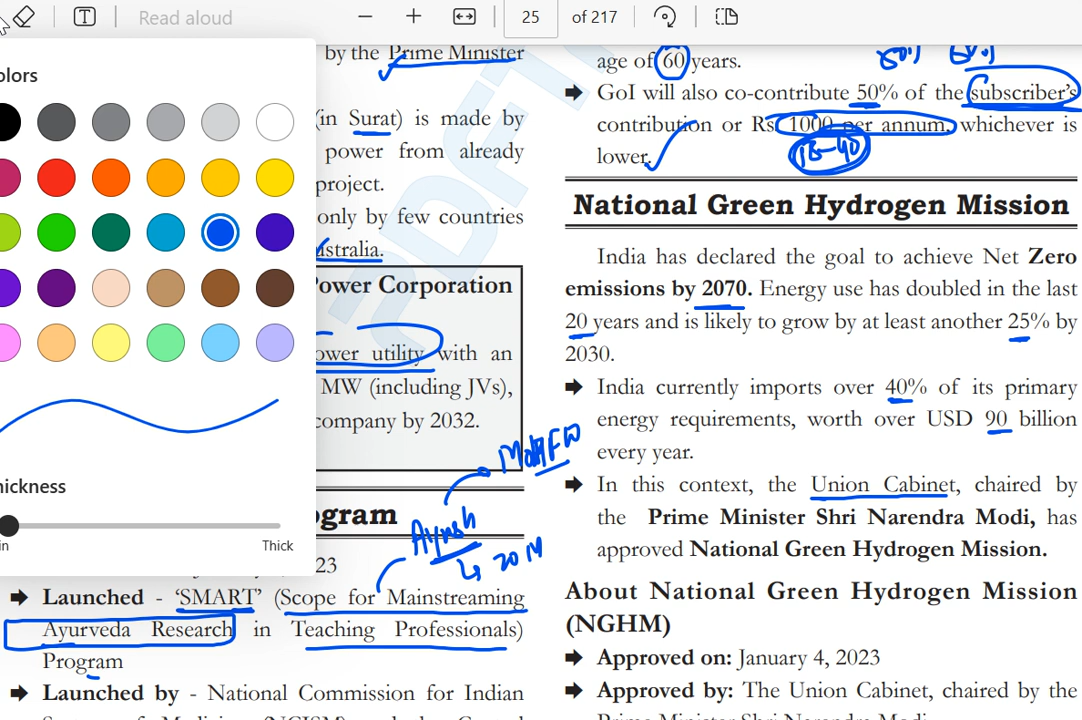 Read aloud
25 of 217
olors
hickness
in
Thick
by the Prime Minister
(in Surat) is made by
power from already
project.
only by few countries
stralia.
ower Corporation
ower utility with an
MW (including JVs),
company by 2032.
MoHFW
ogram
Ayush
20 M
23
Launched - ‘SMART’ (Scope for Mainstreaming
Ayurveda Research in Teaching Professionals)
Program
Launched by - National Commission for Indian
age of 60 years.
GoI will also co-contribute 50% of the subscriber's
contribution or Rs 1000 per annum, whichever is
lower.
18-40
National Green Hydrogen Mission
India has declared the goal to achieve Net Zero
emissions by 2070. Energy use has doubled in the last
20 years and is likely to grow by at least another 25% by
2030.
India currently imports over 40% of its primary
energy requirements, worth over USD 90 billion
every year.
In this context, the Union Cabinet, chaired by
the Prime Minister Shri Narendra Modi, has
approved National Green Hydrogen Mission.
About National Green Hydrogen Mission
(NGHM)
Approved on: January 4, 2023
Approved by: The Union Cabinet, chaired by the
Prime Minister Shri Narendra Modi